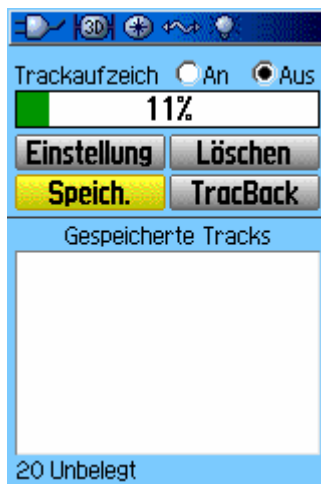 3D
Trackaufzeich An Aus
11%
Einstellung Löschen
Speich. TracBack
Gespeicherte Tracks
20 Unbelegt